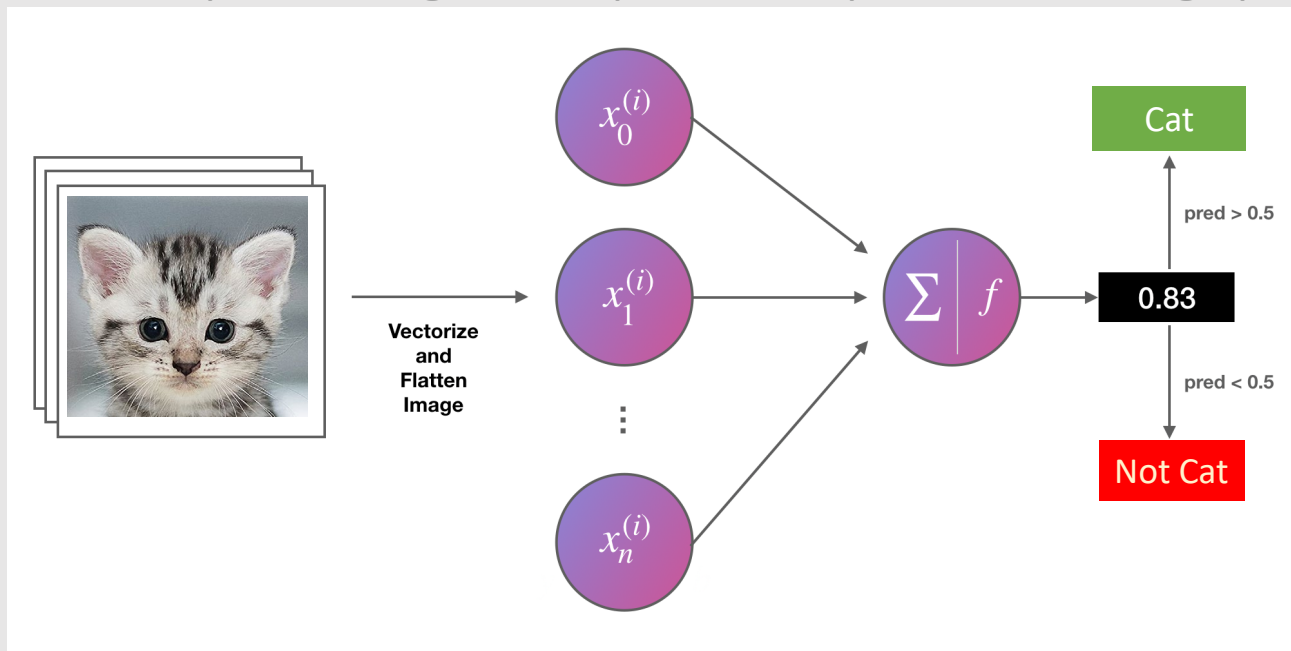 Vectorize
and
Flatten
Image
x_0^{(i)}
x_1^{(i)}
⋮
x_n^{(i)}
Σ | f
0.83
pred > 0.5
Cat
pred < 0.5
Not Cat